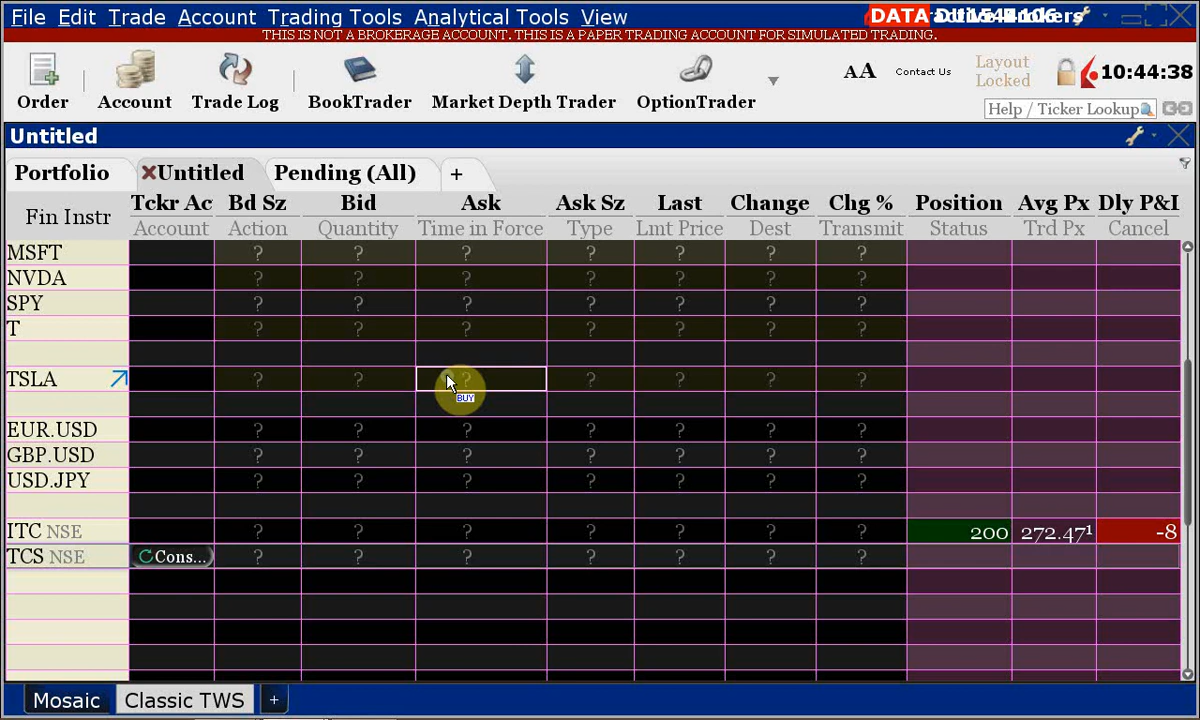 File Edit Trade Account Trading Tools Analytical Tools View DATA
THIS IS NOT A BROKERAGE ACCOUNT. THIS IS A PAPER TRADING ACCOUNT FOR SIMULATED TRADING.
Order Account Trade Log BookTrader Market Depth Trader OptionTrader AA Contact Us Layout Locked 10:44:38
Help / Ticker Lookup
Untitled
Portfolio Untitled Pending (All) +
Fin Instr Tckr Ac Bd Sz Bid Ask Ask Sz Last Change Chg % Position Avg Px Dly P&I
Account Action Quantity Time in Force Type Lmt Price Dest Transmit Status Trd Px Cancel
MSFT ? ? ? ? ? ? ?
NVDA ? ? ? ? ? ? ?
SPY ? ? ? ? ? ? ?
T ? ? ? ? ? ? ?
TSLA ? ? ? ? ? ? ?
BUY
EUR.USD ? ? ? ? ? ? ?
GBP.USD ? ? ? ? ? ? ?
USD.JPY ? ? ? ? ? ? ?
ITC NSE ? ? ? ? ? ? ? 200 272.47¹ -8
TCS NSE Cons... ? ? ? ? ? ? ?
Mosaic Classic TWS +